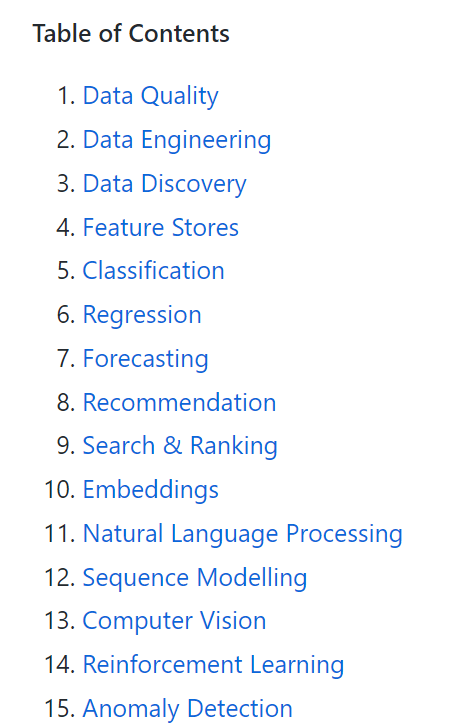 Table of Contents
1. Data Quality
2. Data Engineering
3. Data Discovery
4. Feature Stores
5. Classification
6. Regression
7. Forecasting
8. Recommendation
9. Search & Ranking
10. Embeddings
11. Natural Language Processing
12. Sequence Modelling
13. Computer Vision
14. Reinforcement Learning
15. Anomaly Detection